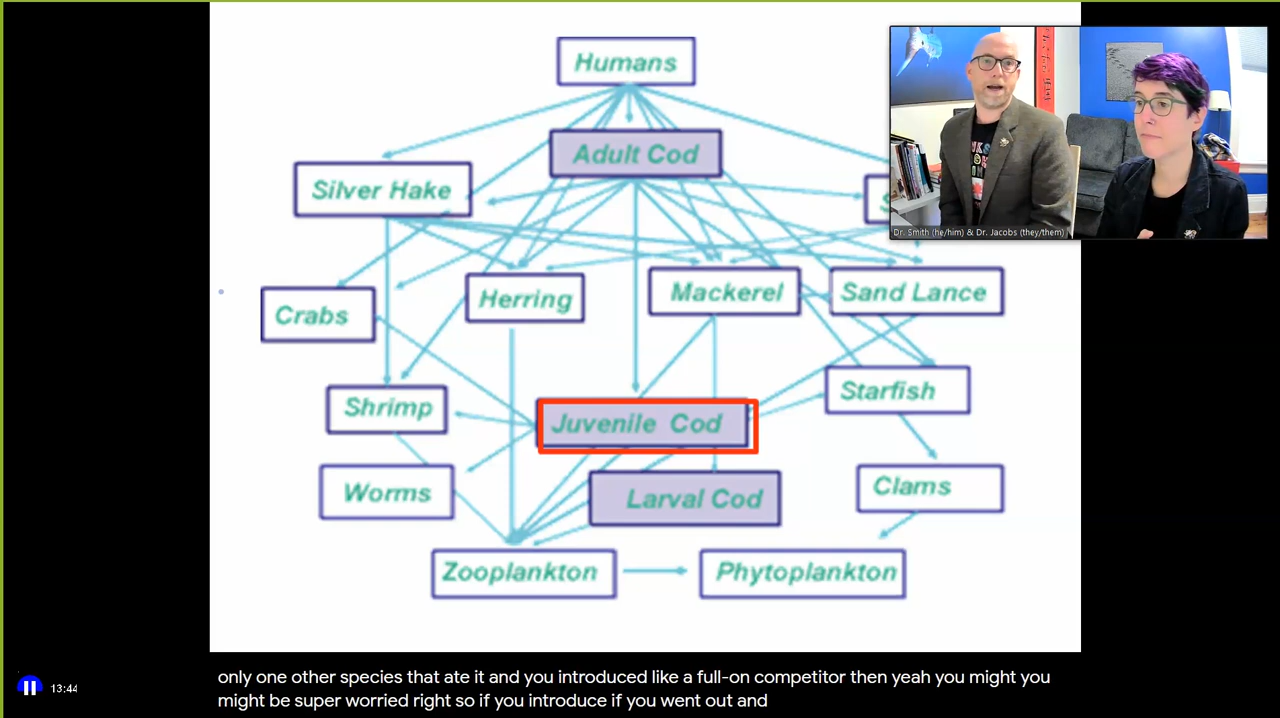 Humans
Adult Cod
Silver Hake
S
Dr. Smith (he/him) & Dr. Jacobs (they/them)
Herring
Mackerel
Sand Lance
Crabs
Shrimp
Juvenile Cod
Starfish
Worms
Larval Cod
Clams
Zooplankton
Phytoplankton
only one other species that ate it and you introduced like a full-on competitor then yeah you might you
13:44
might be super worried right so if you introduce if you went out and